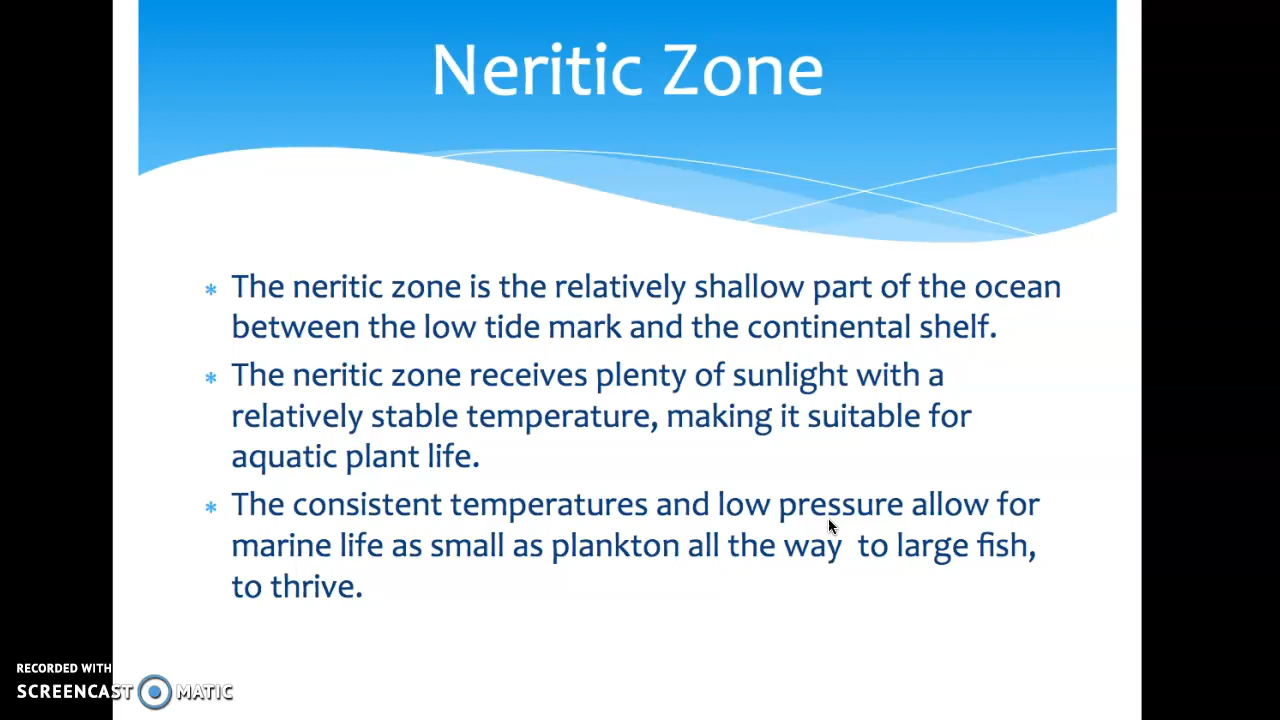 Neritic Zone
* The neritic zone is the relatively shallow part of the ocean
between the low tide mark and the continental shelf.
* The neritic zone receives plenty of sunlight with a
relatively stable temperature, making it suitable for
aquatic plant life.
* The consistent temperatures and low pressure allow for
marine life as small as plankton all the way  to large fish,
to thrive.
RECORDED WITH
SCREENCAST MATIC